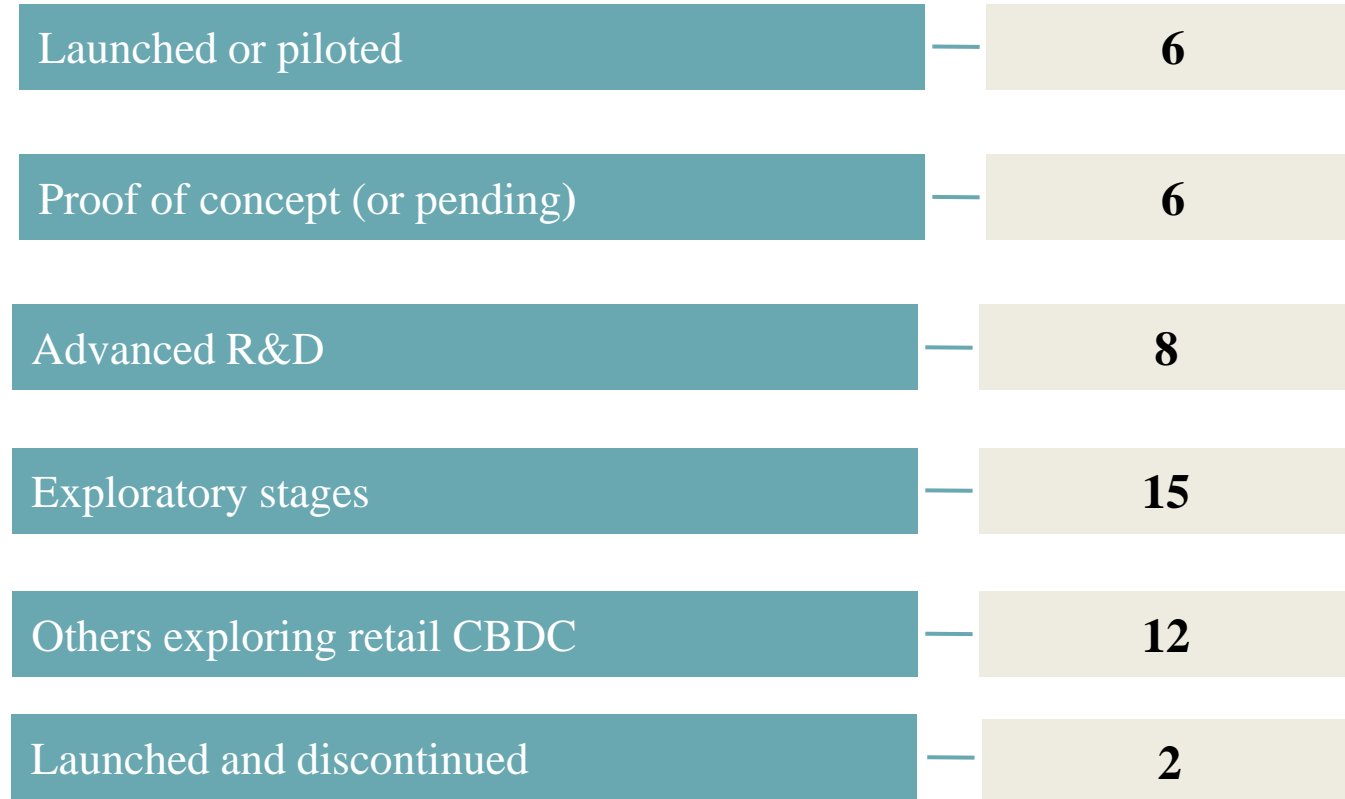 Launched or piloted 6
Proof of concept (or pending) 6
Advanced R&D 8
Exploratory stages 15
Others exploring retail CBDC 12
Launched and discontinued 2